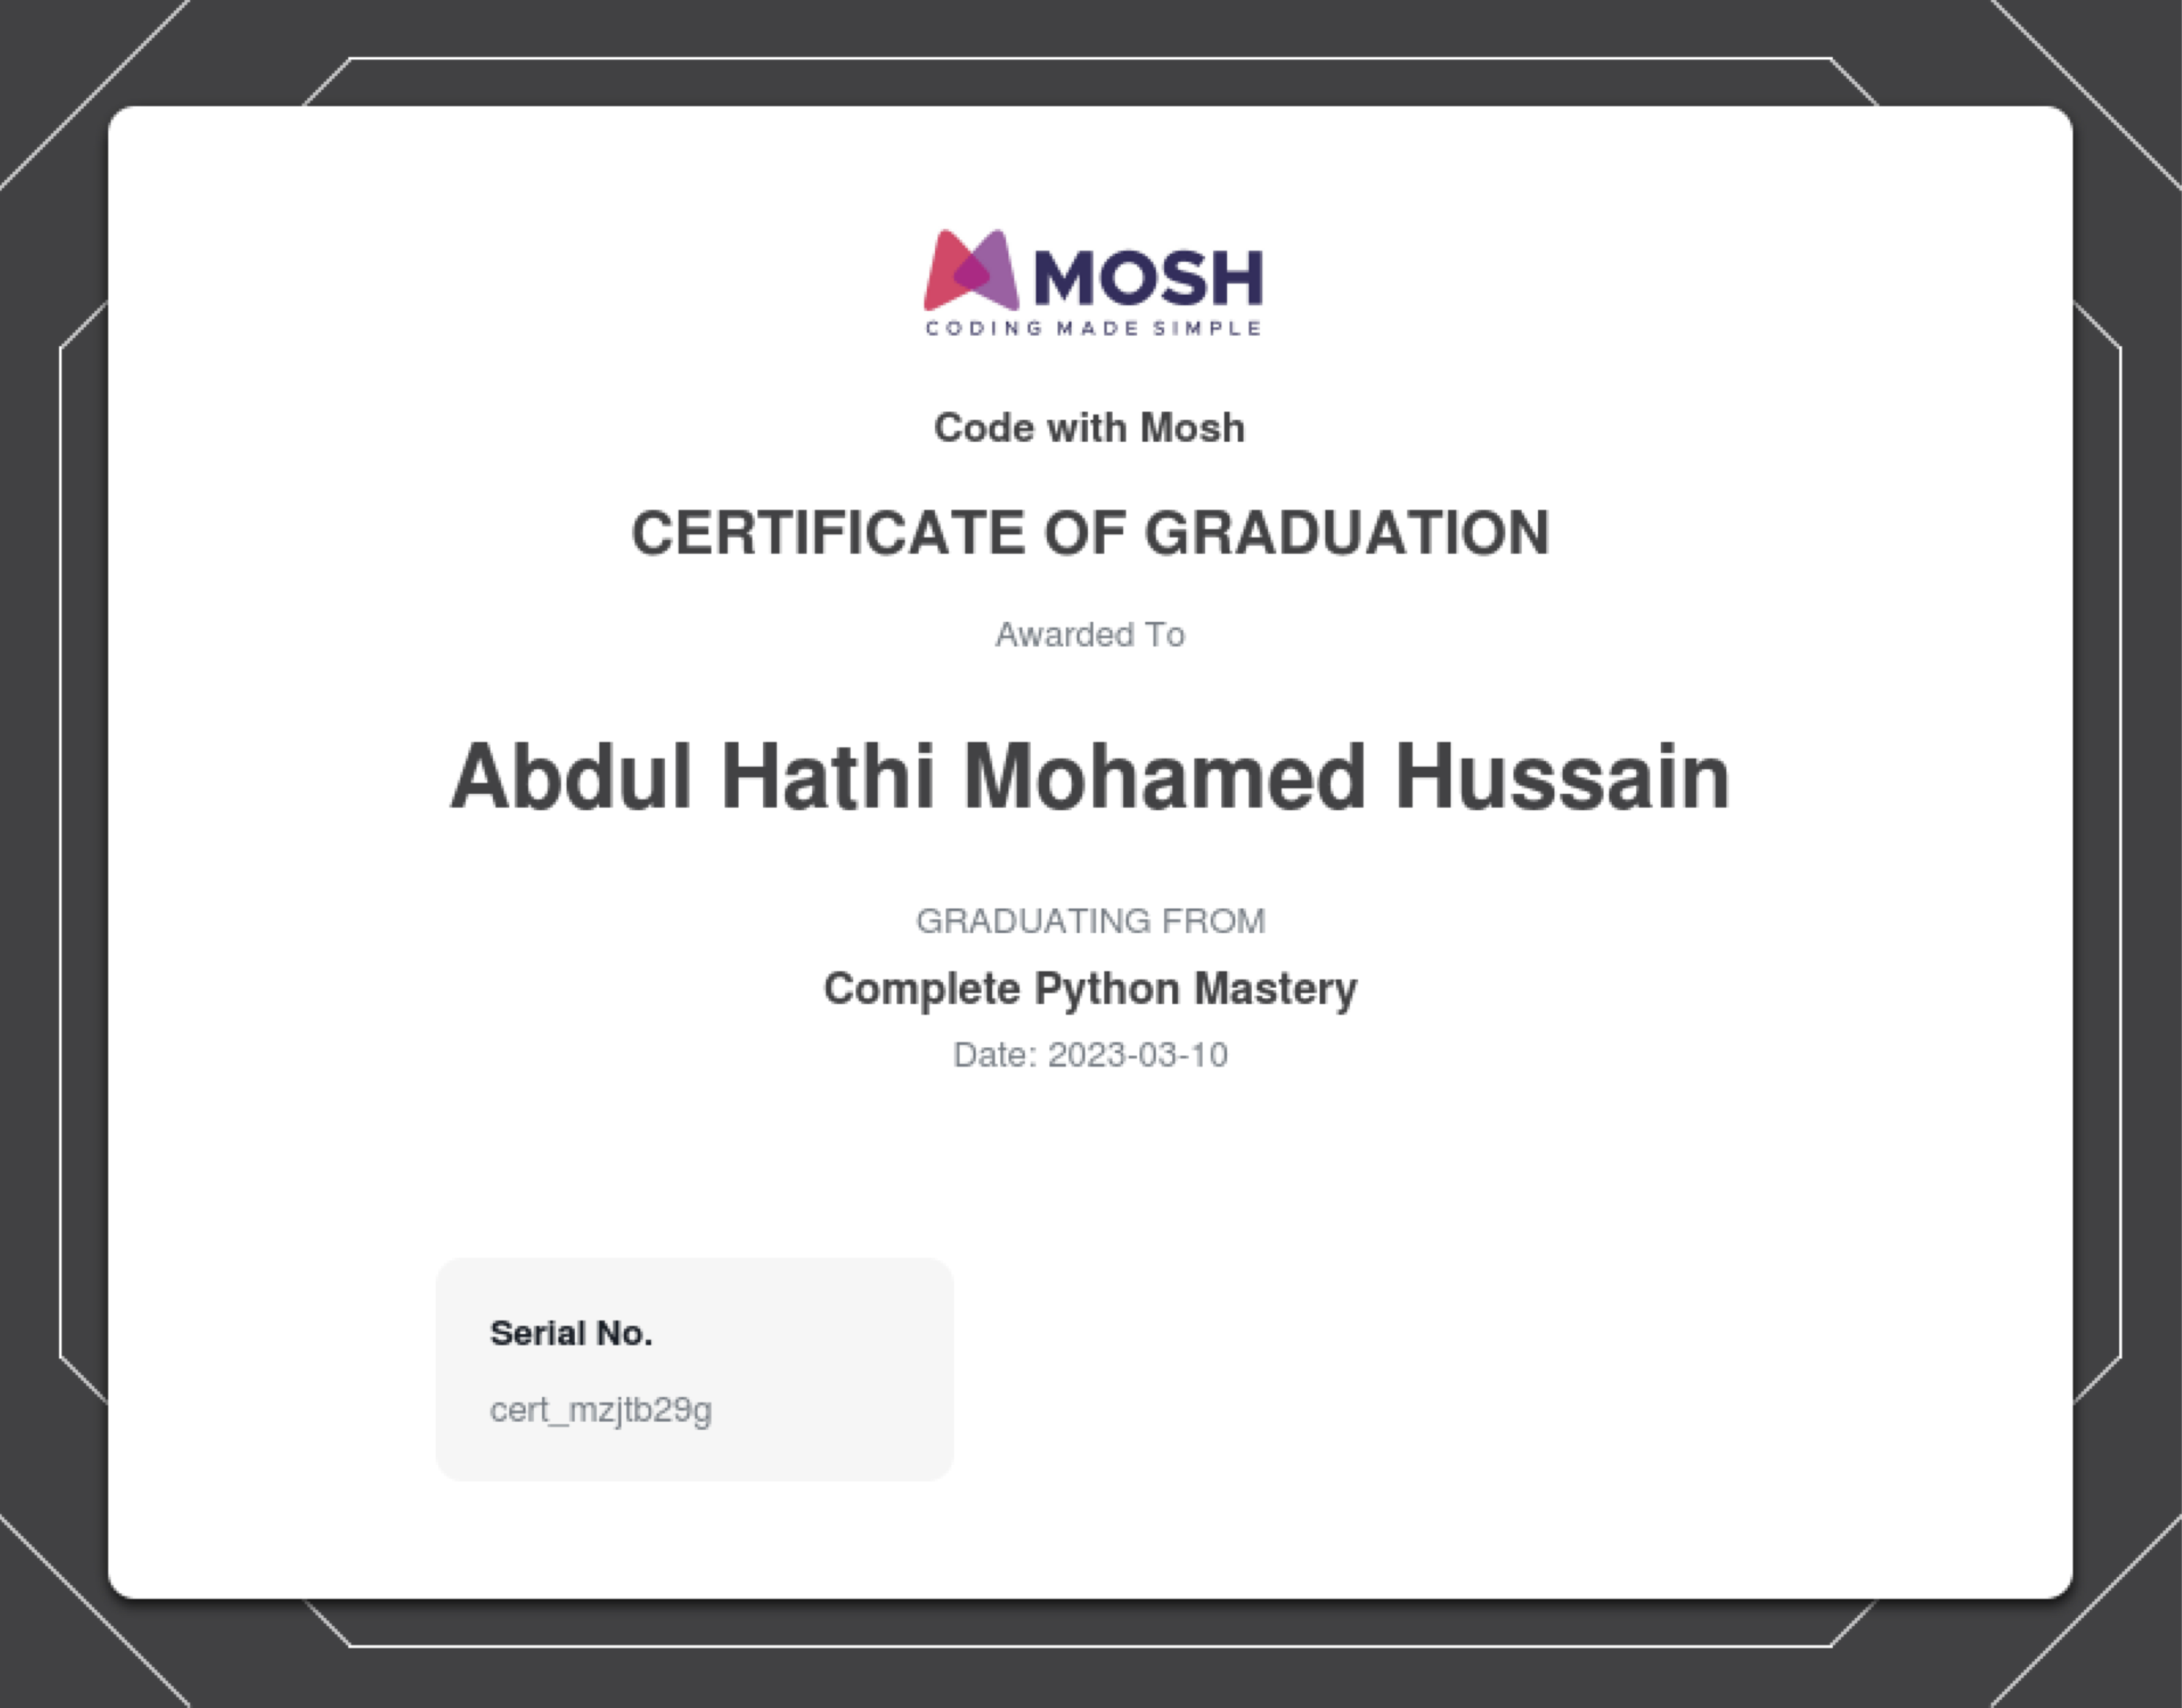 MOSH
CODING MADE SIMPLE
Code with Mosh
CERTIFICATE OF GRADUATION
Awarded To
Abdul Hathi Mohamed Hussain
GRADUATING FROM
Complete Python Mastery
Date: 2023-03-10
Serial No.
cert_mzjtb29g